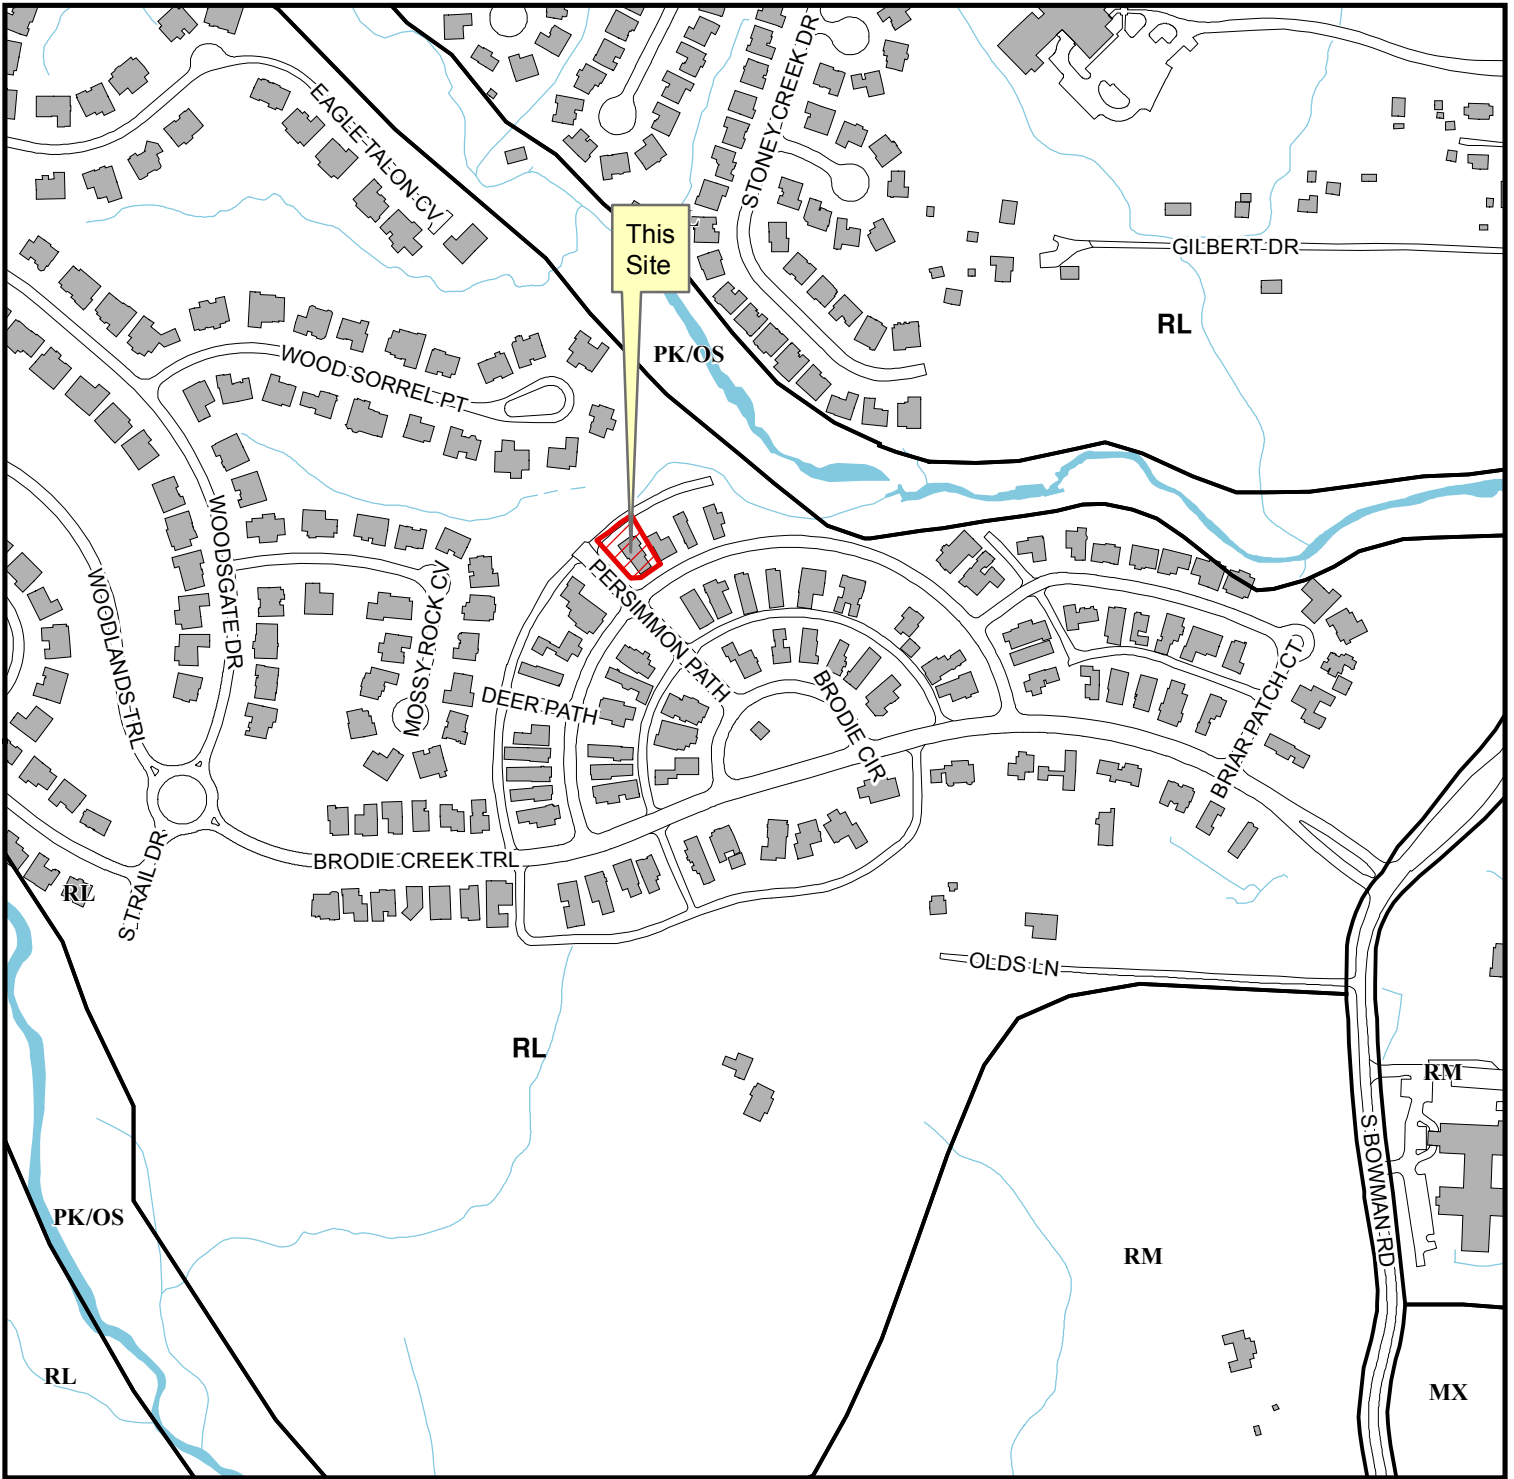 EAGLE TALON CV
STONEY CREEK DR
This
Site
GILBERT DR
RL
PK/OS
WOOD SORREL PT
WOODSGATE DR
WOODLANDS TRL
MOSSY ROCK CV
PERSIMMON PATH
DEER PATH
BRODIE CIR
BRIAR PATCH CT
BRODIE CREEK TRL
RL
S TRAIL DR
OLDS LN
RL
RM
S BOWMAN RD
PK/OS
RM
RL
MX